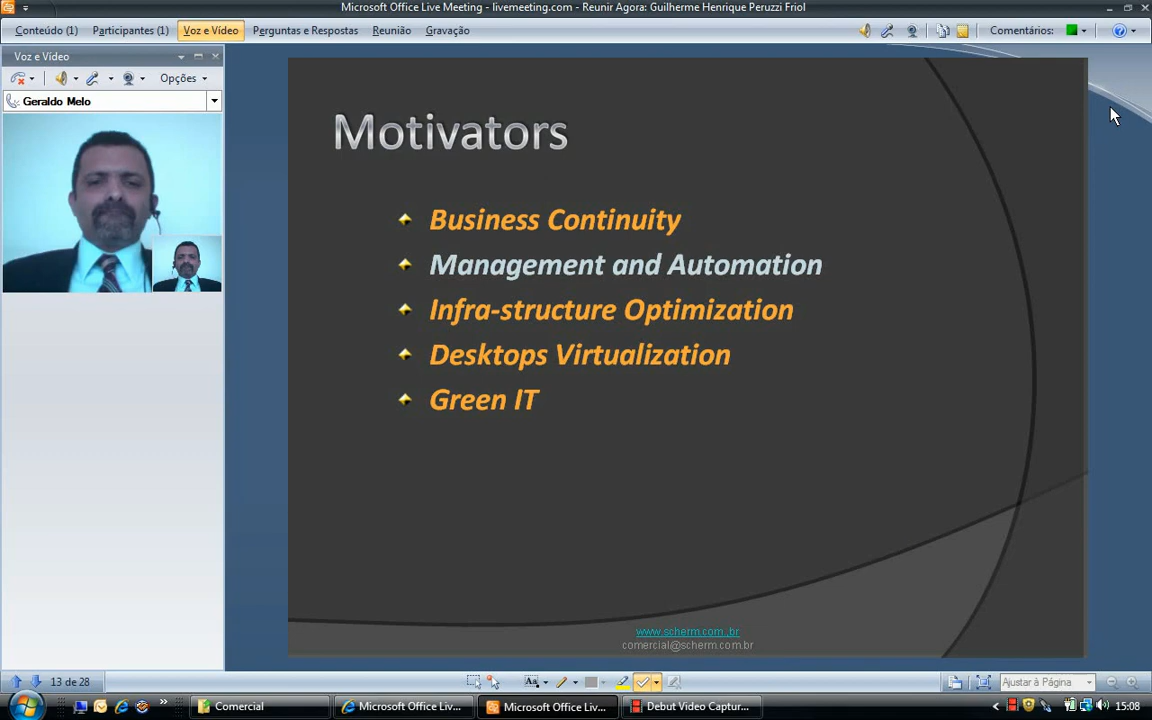 Microsoft Office Live Meeting - livemeeting.com - Reunir Agora: Guilherme Henrique Peruzzi Friol
Conteúdo (1) Participantes (1) Voz e Vídeo Perguntas e Respostas Reunião Gravação Comentários:
Voz e Vídeo
Opções
Geraldo Melo
Motivators
Business Continuity
Management and Automation
Infra-structure Optimization
Desktops Virtualization
Green IT
www.scherm.com.br
comercial@scherm.com.br
13 de 28 Aa Ajustar à Página
Comercial Microsoft Office Live... Microsoft Office Liv... Debut Video Captur... 15:08